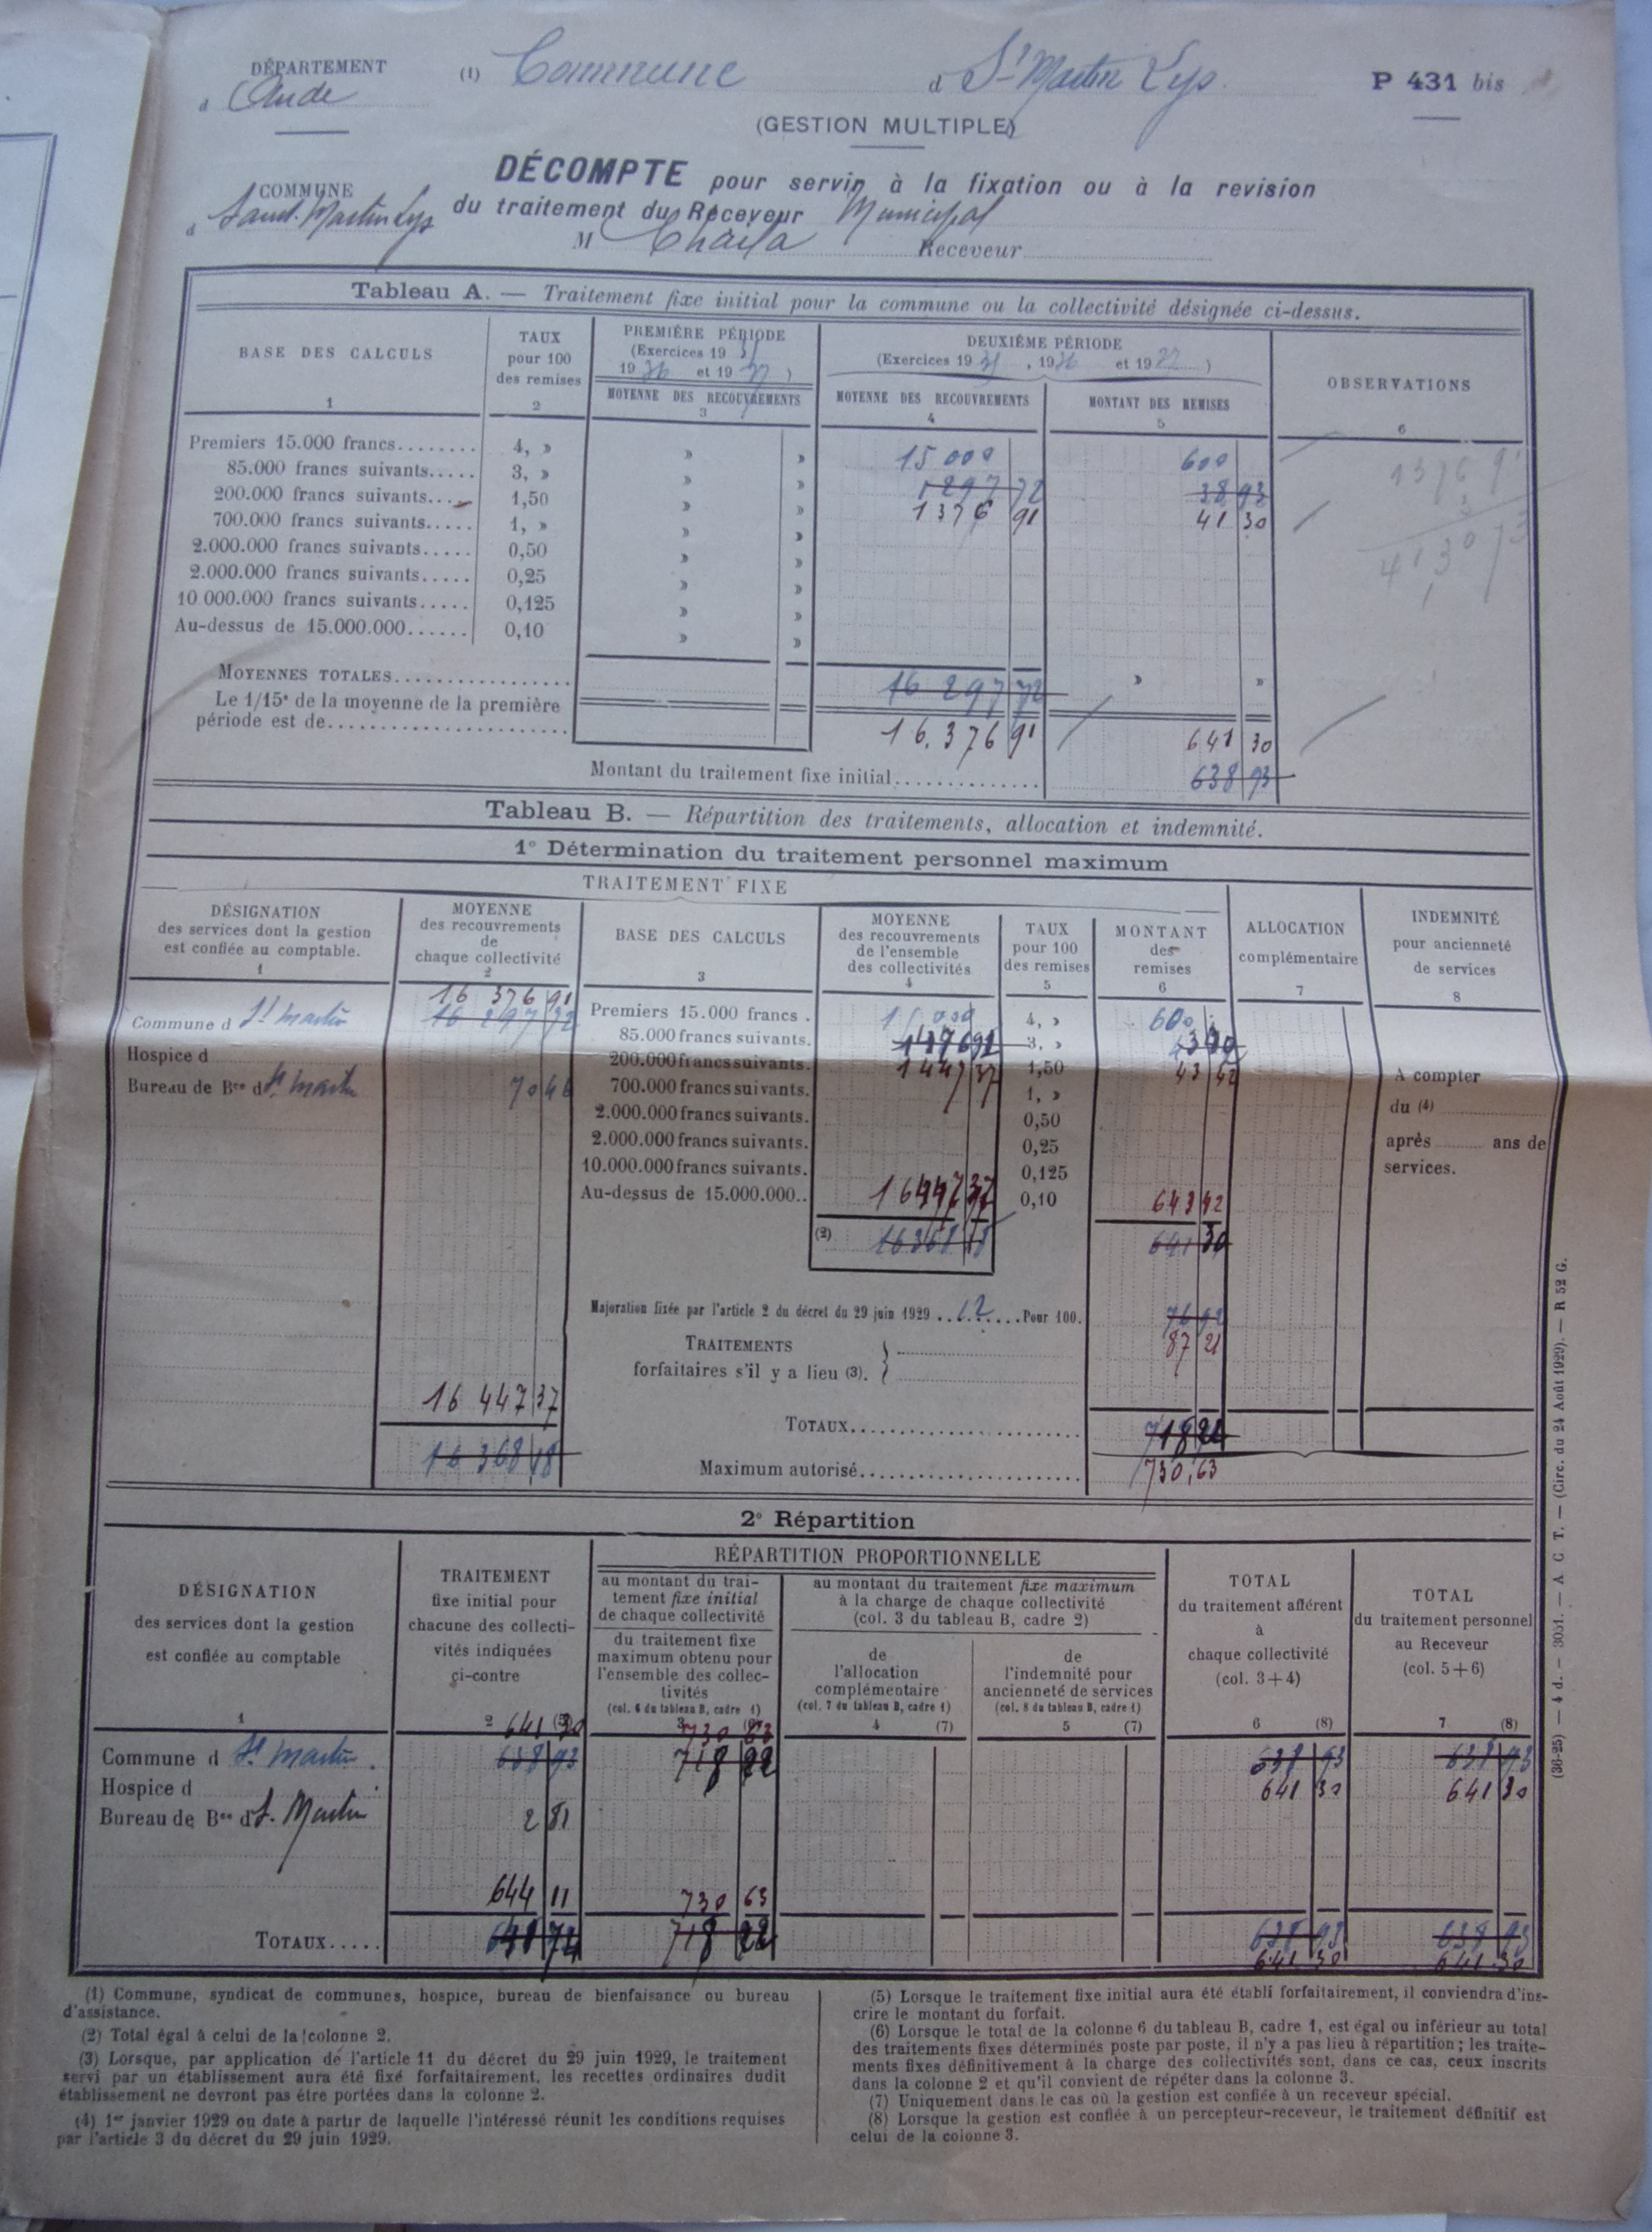 DÉPARTEMENT (1) Commune d St Martin Lys P 431 bis
d Aude
(GESTION MULTIPLE)
COMMUNE
d Saint-Martin Lys
DÉCOMPTE pour servir à la fixation ou à la revision
du traitement du Receveur Municipal
M Receveur
Tableau A. — Traitement fixe initial pour la commune ou la collectivité désignée ci-dessus.
BASE DES CALCULS
1
TAUX
pour 100
des remises
2
PREMIÈRE PÉRIODE
(Exercices 19
19 36 et 19 )
MOYENNE DES RECOUVREMENTS
3
DEUXIÈME PÉRIODE
(Exercices 19 , 1936 et 19 )
MOYENNE DES RECOUVREMENTS
4
MONTANT DES REMISES
5
OBSERVATIONS
6
Premiers 15.000 francs........ 4, » » » 15 000 600
85.000 francs suivants..... 3, » » » 1297 72 38 93
200.000 francs suivants.... 1,50 » » 1376 91 41 30
700.000 francs suivants..... 1, » » »
2.000.000 francs suivants..... 0,50 » »
2.000.000 francs suivants..... 0,25 » »
10 000.000 francs suivants..... 0,125 » »
Au-dessus de 15.000.000...... 0,10 » »
1376 91
3
41,30 73
MOYENNES TOTALES................ 16 297 72 » »
Le 1/15e de la moyenne de la première
période est de...................... 16.376 91 641 30
Montant du traitement fixe initial............. 638 93
Tableau B. — Répartition des traitements, allocation et indemnité.
1° Détermination du traitement personnel maximum
TRAITEMENT FIXE
DÉSIGNATION
des services dont la gestion
est confiée au comptable.
1
MOYENNE
des recouvrements
de
chaque collectivité
2
BASE DES CALCULS
3
MOYENNE
des recouvrements
de l'ensemble
des collectivités
4
TAUX
pour 100
des remises
5
MONTANT
des
remises
6
ALLOCATION
complémentaire
7
INDEMNITÉ
pour ancienneté
de services
8
16 376 91
Commune d St Martin 16 297 72 Premiers 15.000 francs . 15 000 4, » 600
85.000 francs suivants. 3, »
Hospice d 200.000 francs suivants. 1447 37 1,50 43 42
Bureau de Bce d St Martin 70 46 700.000 francs suivants. 1, »
2.000.000 francs suivants. 0,50
2.000.000 francs suivants. 0,25
10.000.000 francs suivants. 0,125
Au-dessus de 15.000.000.. 16447 37 0,10 643 42
(2) 16368 18 641 30
A compter
du (4)
après ans de
services.
Majoration fixée par l'article 2 du décret du 29 juin 1929 .. 12 .... Pour 100. 76 92
87 21
TRAITEMENTS
forfaitaires s'il y a lieu (3).
16 447 37
TOTAUX....................... 718 22
16 368 18
Maximum autorisé...................... 730,63
2° Répartition
DÉSIGNATION
des services dont la gestion
est confiée au comptable
1
TRAITEMENT
fixe initial pour
chacune des collecti-
vités indiquées
ci-contre
2 (5)
RÉPARTITION PROPORTIONNELLE
au montant du trai-
tement fixe initial
de chaque collectivité
du traitement fixe
maximum obtenu pour
l'ensemble des collec-
tivités
(col. 6 du tableau B, cadre 1)
3
au montant du traitement fixe maximum
à la charge de chaque collectivité
(col. 3 du tableau B, cadre 2)
de
l'allocation
complémentaire
(col. 7 du tableau B, cadre 1)
4 (7)
de
l'indemnité pour
ancienneté de services
(col. 8 du tableau B, cadre 1)
5 (7)
TOTAL
du traitement afférent
à
chaque collectivité
(col. 3+4)
6 (8)
TOTAL
du traitement personnel
au Receveur
(col. 5+6)
7 (8)
641 30 730 63
Commune d St Martin . 638 93 718 22 638 93 638 93
Hospice d 641 30 641 30
Bureau de Bce d St. Martin 2 81
644 11 730 63
TOTAUX..... 718 22 638 93 638 93
641 30 641 30
(1) Commune, syndicat de communes, hospice, bureau de bienfaisance ou bureau
d'assistance.
(2) Total égal à celui de la colonne 2.
(3) Lorsque, par application de l'article 11 du décret du 29 juin 1929, le traitement
servi par un établissement aura été fixé forfaitairement, les recettes ordinaires dudit
établissement ne devront pas être portées dans la colonne 2.
(4) 1er janvier 1929 ou date à partir de laquelle l'intéressé réunit les conditions requises
par l'article 3 du décret du 29 juin 1929.
(5) Lorsque le traitement fixe initial aura été établi forfaitairement, il conviendra d'ins-
crire le montant du forfait.
(6) Lorsque le total de la colonne 6 du tableau B, cadre 1, est égal ou inférieur au total
des traitements fixes déterminés poste par poste, il n'y a pas lieu à répartition ; les traite-
ments fixes définitivement à la charge des collectivités sont, dans ce cas, ceux inscrits
dans la colonne 2 et qu'il convient de répéter dans la colonne 3.
(7) Uniquement dans le cas où la gestion est confiée à un receveur spécial.
(8) Lorsque la gestion est confiée à un percepteur-receveur, le traitement définitif est
celui de la colonne 3.
(36-25) — 4 d. — 3051. — A C T. — (Circ. du 24 Août 1929). — R 52 G.